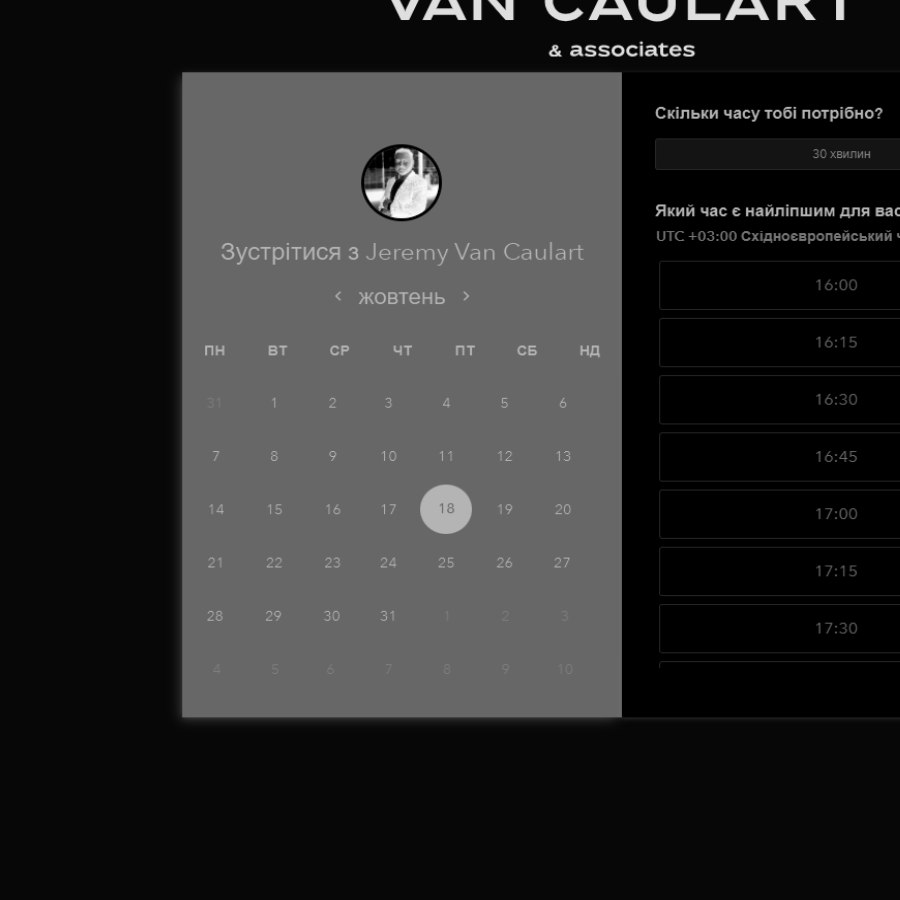 VAN CAULART
& associates
Зустрітися з Jeremy Van Caulart
жовтень
ПН ВТ СР ЧТ ПТ СБ НД
31 1 2 3 4 5 6
7 8 9 10 11 12 13
14 15 16 17 18 19 20
21 22 23 24 25 26 27
28 29 30 31 1 2 3
4 5 6 7 8 9 10
Скільки часу тобі потрібно?
30 хвилин
Який час є найліпшим для вас
UTC +03:00 Східноєвропейський
16:00
16:15
16:30
16:45
17:00
17:15
17:30